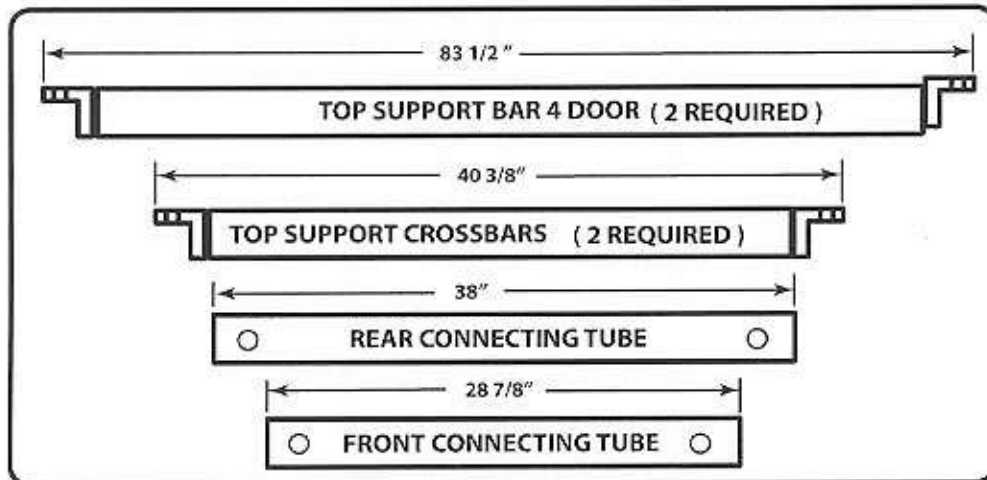 83 1/2 "
TOP SUPPORT BAR 4 DOOR ( 2 REQUIRED )
40 3/8"
TOP SUPPORT CROSSBARS ( 2 REQUIRED )
38"
REAR CONNECTING TUBE
28 7/8"
FRONT CONNECTING TUBE